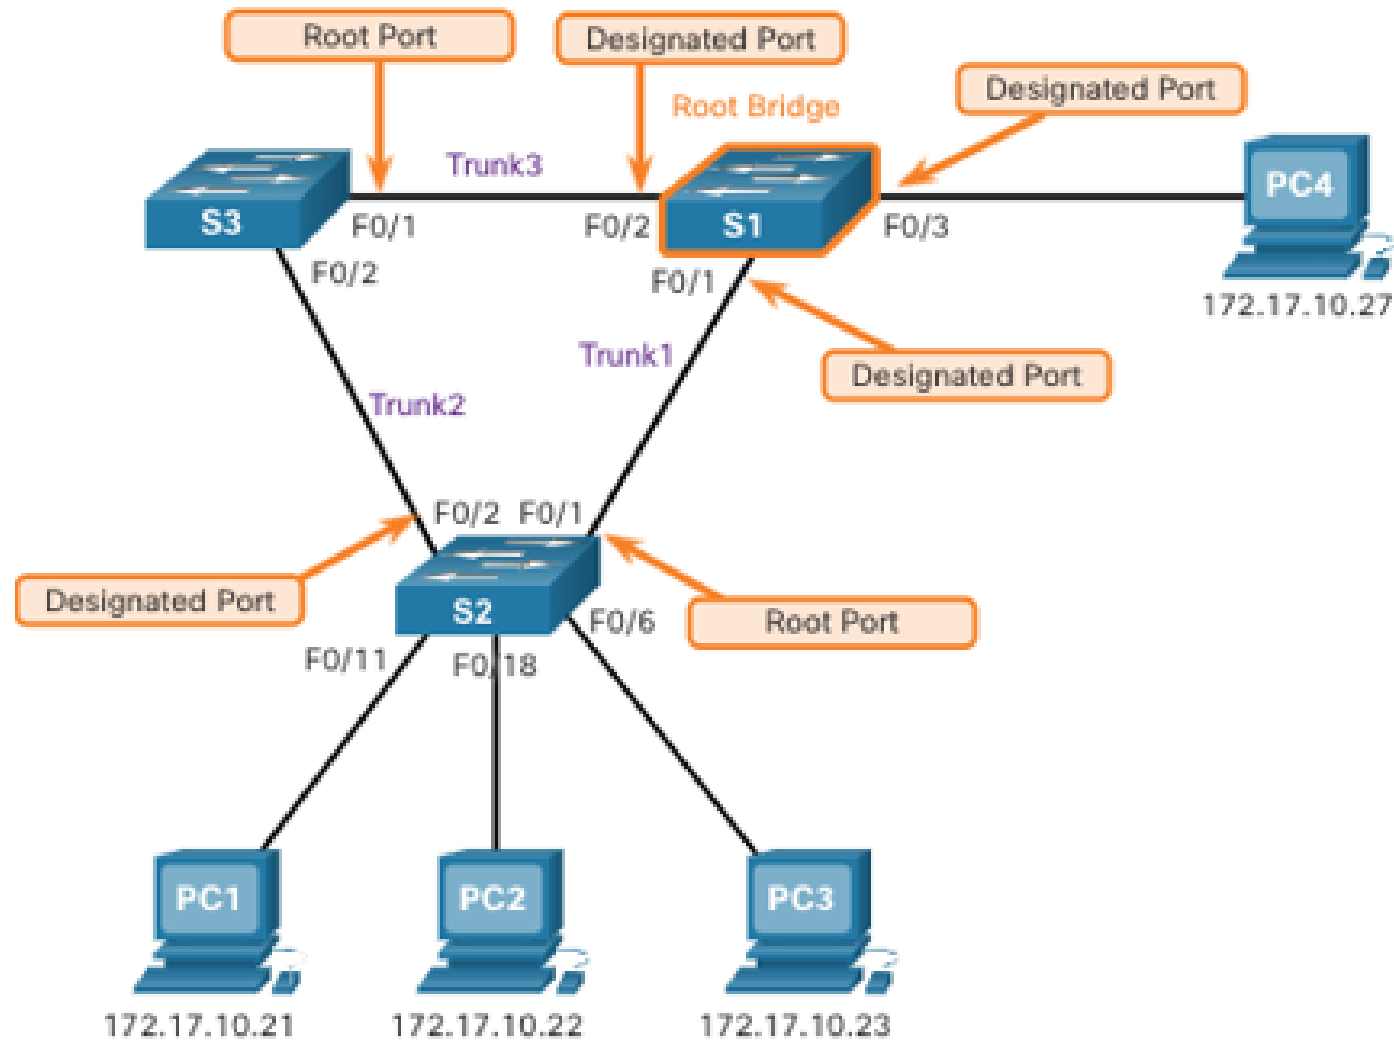 Root Port
Designated Port
Root Bridge
Designated Port
Trunk3
PC4
S3
F0/1
F0/2
S1
F0/3
F0/2
F0/1
172.17.10.27
Trunk1
Designated Port
Trunk2
F0/2
F0/1
Designated Port
S2
F0/6
Root Port
F0/11
F0/18
PC1
PC2
PC3
172.17.10.21
172.17.10.22
172.17.10.23